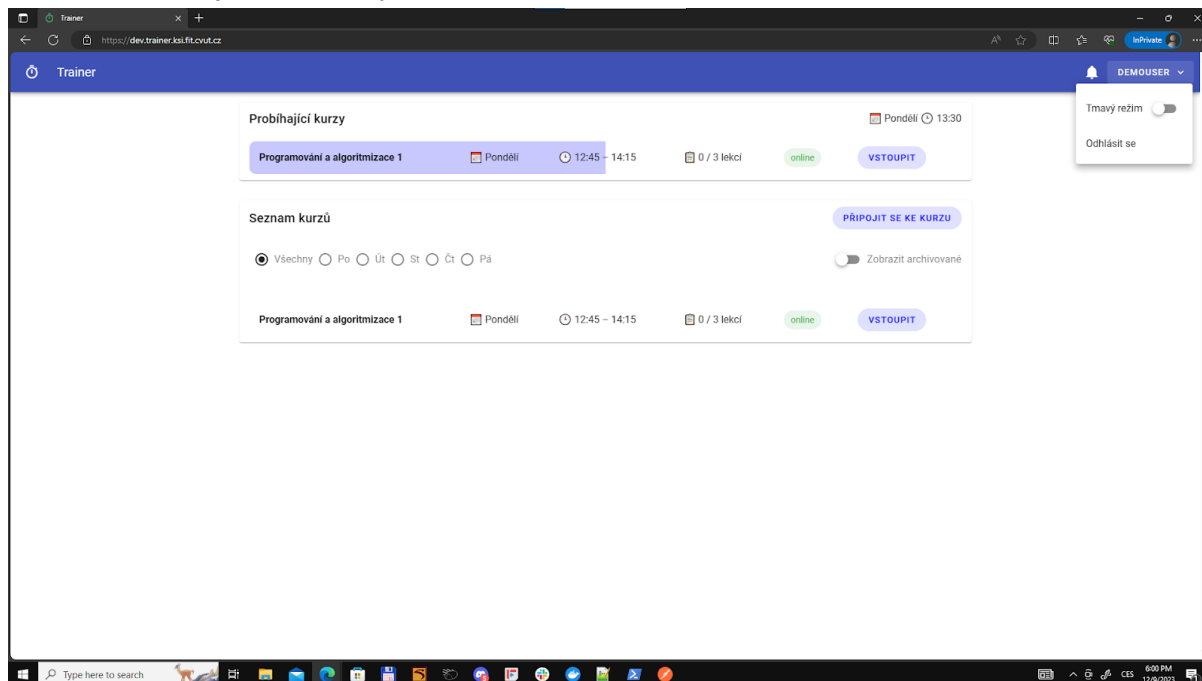 Trainer
https://dev.trainer.ksi.fit.cvut.cz
InPrivate
Trainer
DEMOUSER
Tmavý režim
Odhlásit se
Probíhající kurzy
Pondělí 13:30
Programování a algoritmizace 1 Pondělí 12:45 – 14:15 0 / 3 lekcí online VSTOUPIT
Seznam kurzů
PŘIPOJIT SE KE KURZU
Všechny Po Út St Čt Pá
Zobrazit archivované
Programování a algoritmizace 1 Pondělí 12:45 – 14:15 0 / 3 lekcí online VSTOUPIT
Type here to search
CES
6:00 PM
12/9/2023